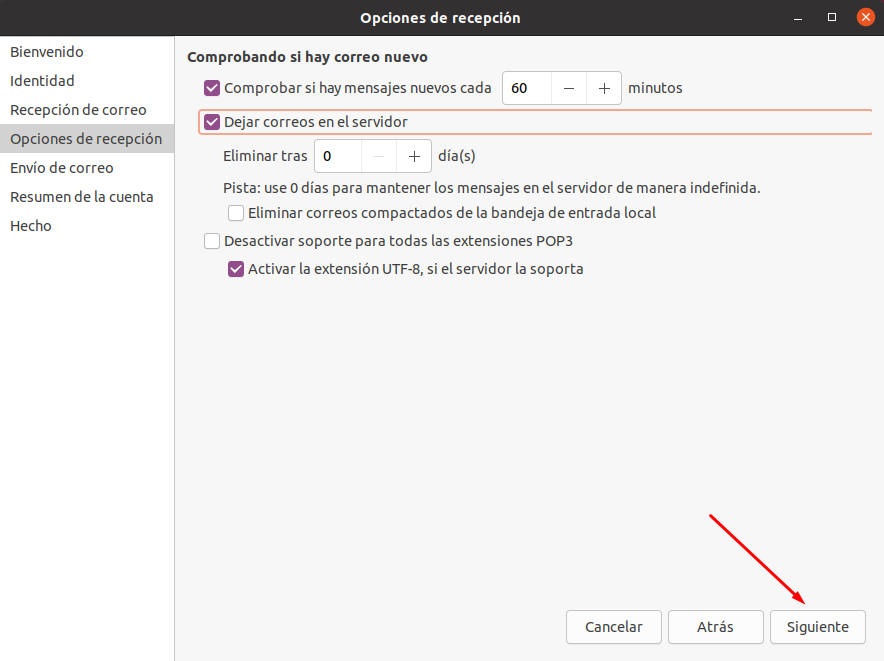 Opciones de recepción
Bienvenido
Identidad
Recepción de correo
Opciones de recepción
Envío de correo
Resumen de la cuenta
Hecho
Comprobando si hay correo nuevo
Comprobar si hay mensajes nuevos cada 60 − + minutos
Dejar correos en el servidor
Eliminar tras 0 − + día(s)
Pista: use 0 días para mantener los mensajes en el servidor de manera indefinida.
Eliminar correos compactados de la bandeja de entrada local
Desactivar soporte para todas las extensiones POP3
Activar la extensión UTF-8, si el servidor la soporta
Cancelar Atrás Siguiente